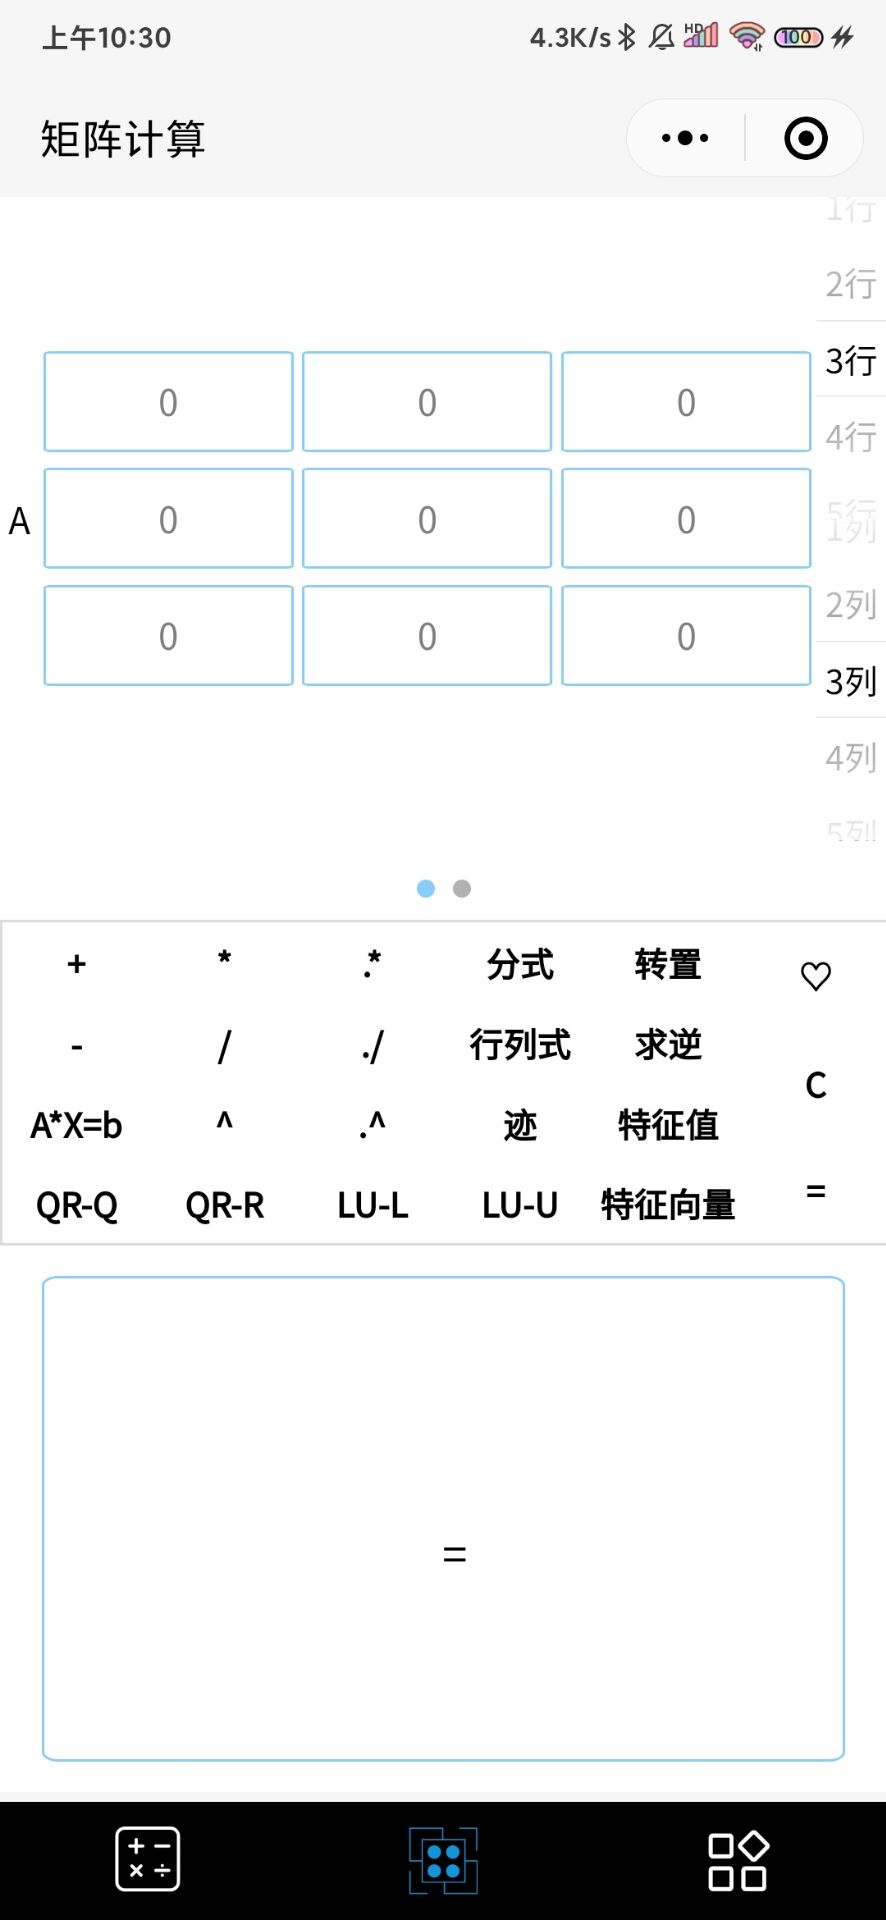 上午10:30 4.3K/s HD 100
矩阵计算
1行
2行
3行
4行
5行
1列
2列
3列
4列
5列
0 0 0
A 0 0 0
0 0 0
+ * .* 分式 转置 ♡
- / ./ 行列式 求逆
C
A*X=b ^ .^ 迹 特征值
=
QR-Q QR-R LU-L LU-U 特征向量
=